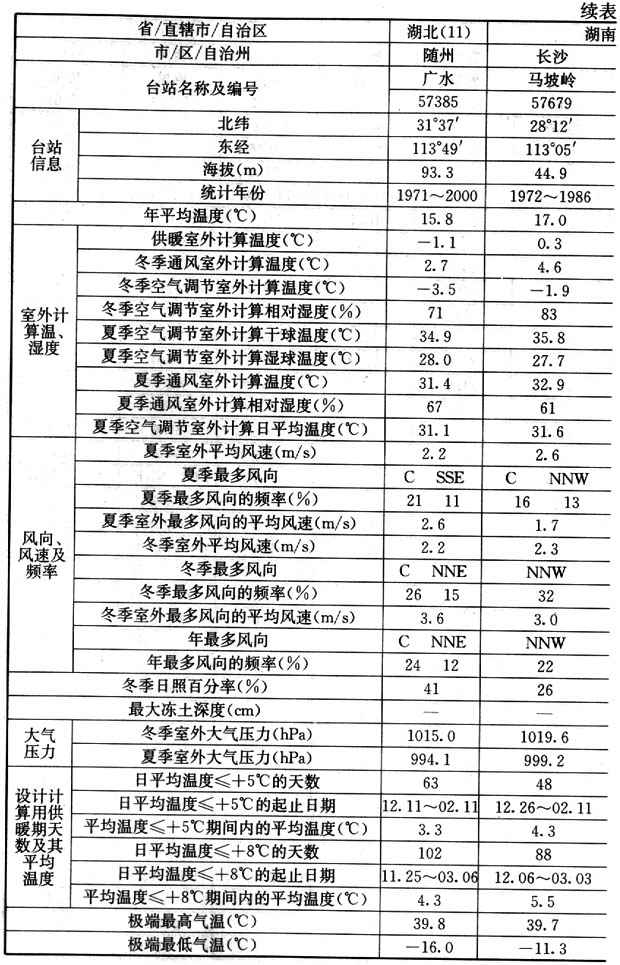 续表
省/直辖市/自治区 湖北(11) 湖南
市/区/自治州 随州 长沙
台站名称及编号 广水 马坡岭
57385 57679
台站信息 北纬 31°37′ 28°12′
东经 113°49′ 113°05′
海拔(m) 93.3 44.9
统计年份 1971～2000 1972～1986
年平均温度(℃) 15.8 17.0
室外计算温、湿度 供暖室外计算温度(℃) －1.1 0.3
冬季通风室外计算温度(℃) 2.7 4.6
冬季空气调节室外计算温度(℃) －3.5 －1.9
冬季空气调节室外计算相对湿度(%) 71 83
夏季空气调节室外计算干球温度(℃) 34.9 35.8
夏季空气调节室外计算湿球温度(℃) 28.0 27.7
夏季通风室外计算温度(℃) 31.4 32.9
夏季通风室外计算相对湿度(%) 67 61
夏季空气调节室外计算日平均温度(℃) 31.1 31.6
风向、风速及频率 夏季室外平均风速(m/s) 2.2 2.6
夏季最多风向 C SSE C NNW
夏季最多风向的频率(%) 21 11 16 13
夏季室外最多风向的平均风速(m/s) 2.6 1.7
冬季室外平均风速(m/s) 2.2 2.3
冬季最多风向 C NNE NNW
冬季最多风向的频率(%) 26 15 32
冬季室外最多风向的平均风速(m/s) 3.6 3.0
年最多风向 C NNE NNW
年最多风向的频率(%) 24 12 22
冬季日照百分率(%) 41 26
最大冻土深度(cm) — —
大气压力 冬季室外大气压力(hPa) 1015.0 1019.6
夏季室外大气压力(hPa) 994.1 999.2
设计计算用供暖期天数及其平均温度 日平均温度≤+5℃的天数 63 48
日平均温度≤+5℃的起止日期 12.11～02.11 12.26～02.11
平均温度≤+5℃期间内的平均温度(℃) 3.3 4.3
日平均温度≤+8℃的天数 102 88
日平均温度≤+8℃的起止日期 11.25～03.06 12.06～03.03
平均温度≤+8℃期间内的平均温度(℃) 4.3 5.5
极端最高气温(℃) 39.8 39.7
极端最低气温(℃) －16.0 －11.3